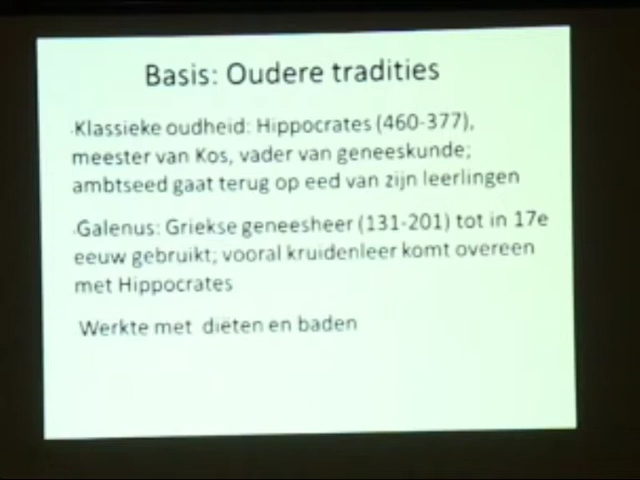 Basis: Oudere tradities
·Klassieke oudheid: Hippocrates (460-377),
meester van Kos, vader van geneeskunde;
ambtseed gaat terug op eed van zijn leerlingen
·Galenus: Griekse geneesheer (131-201) tot in 17e
eeuw gebruikt; vooral kruidenleer komt overeen
met Hippocrates
Werkte met diëten en baden